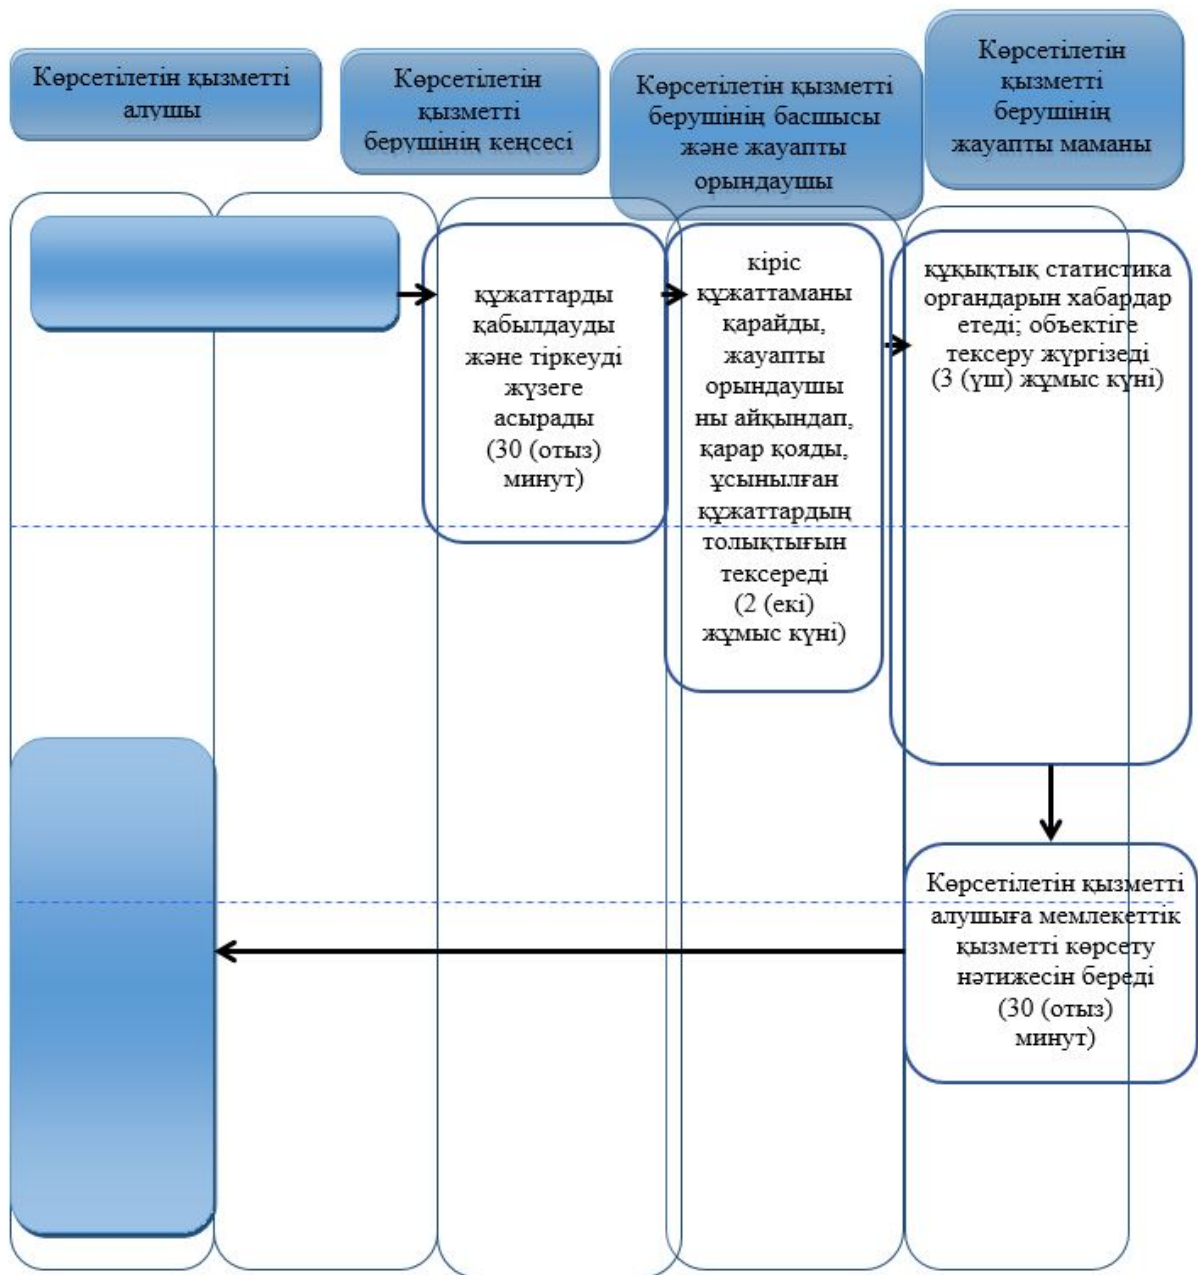 Көрсетілетін қызметті
алушы
Көрсетілетін
қызметті
берушінің кеңсесі
Көрсетілетін қызметті
берушінің басшысы
және жауапты
орындаушы
Көрсетілетін
қызметті
берушінің
жауапты маманы
құжаттарды
қабылдауды
және тіркеуді
жүзеге
асырады
(30 (отыз)
минут)
кіріс
құжаттаманы
қарайды,
жауапты
орындаушы
ны айқындап,
қарар қояды,
ұсынылған
құжаттардың
толықтығын
тексереді
(2 (екі)
жұмыс күні)
құқықтық статистика
органдарын хабардар
етеді; объектіге
тексеру жүргізеді
(3 (үш) жұмыс күні)
Көрсетілетін қызметті
алушыға мемлекеттік
қызметті көрсету
нәтижесін береді
(30 (отыз)
минут)